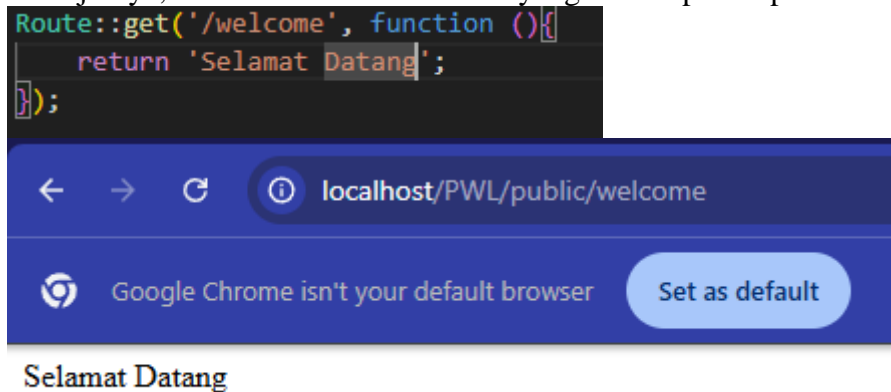 Route::get('/welcome', function (){
return 'Selamat Datang';
});
localhost/PWL/public/welcome
Google Chrome isn't your default browser Set as default
Selamat Datang